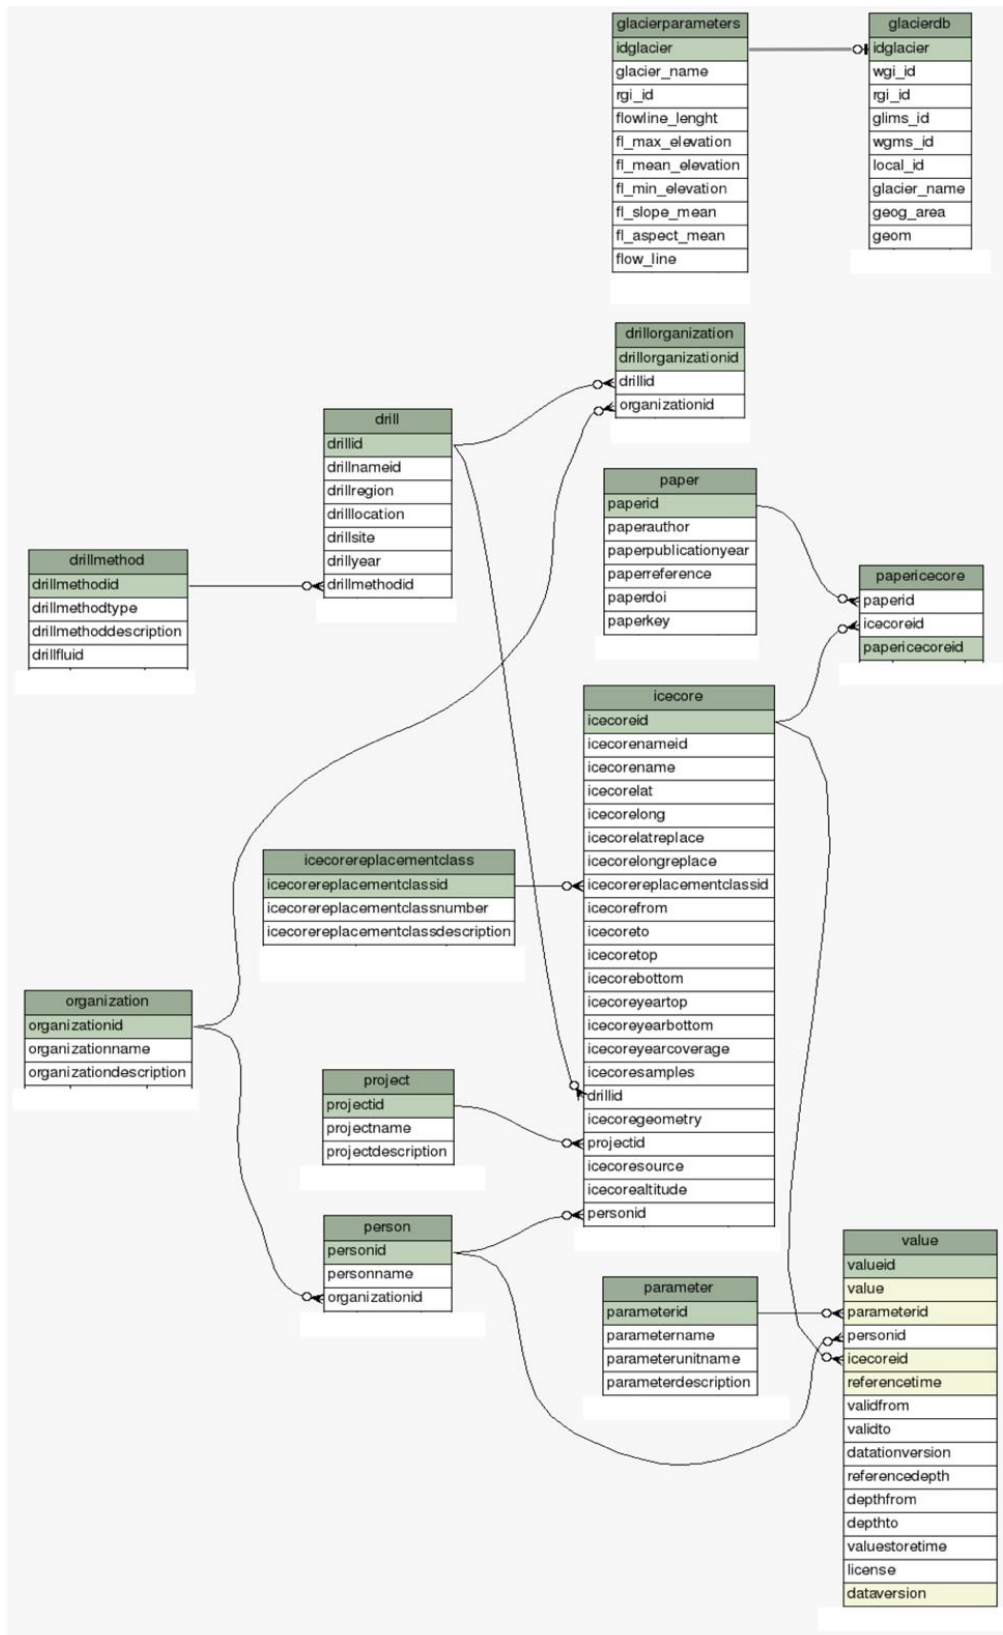 glacierparameters
idglacier
glacier_name
rgi_id
flowline_lenght
fl_max_elevation
fl_mean_elevation
fl_min_elevation
fl_slope_mean
fl_aspect_mean
flow_line
glacierdb
idglacier
wgi_id
rgi_id
glims_id
wgms_id
local_id
glacier_name
geog_area
geom
drillorganization
drillorganizationid
drillid
organizationid
drill
drillid
drillnameid
drillregion
drilllocation
drillsite
drillyear
drillmethodid
paper
paperid
paperauthor
paperpublicationyear
paperreference
paperdoi
paperkey
drillmethod
drillmethodid
drillmethodtype
drillmethoddescription
drillfluid
papericecore
paperid
icecoreid
papericecoreid
icecore
icecoreid
icecorenameid
icecorename
icecorelat
icecorelong
icecorelatreplace
icecorelongreplace
icecorereplacementclassid
icecorefrom
icecoreto
icecoretop
icecorebottom
icecoreyeartop
icecoreyearbottom
icecoreyearcoverage
icecoresamples
drillid
icecoregeometry
projectid
icecoresource
icecorealtitude
personid
icecorereplacementclass
icecorereplacementclassid
icecorereplacementclassnumber
icecorereplacementclassdescription
organization
organizationid
organizationname
organizationdescription
project
projectid
projectname
projectdescription
person
personid
personname
organizationid
parameter
parameterid
parametername
parameterunitname
parameterdescription
value
valueid
value
parameterid
personid
icecoreid
referencetime
validfrom
validto
datationversion
referencedepth
depthfrom
depthto
valuestoretime
license
dataversion